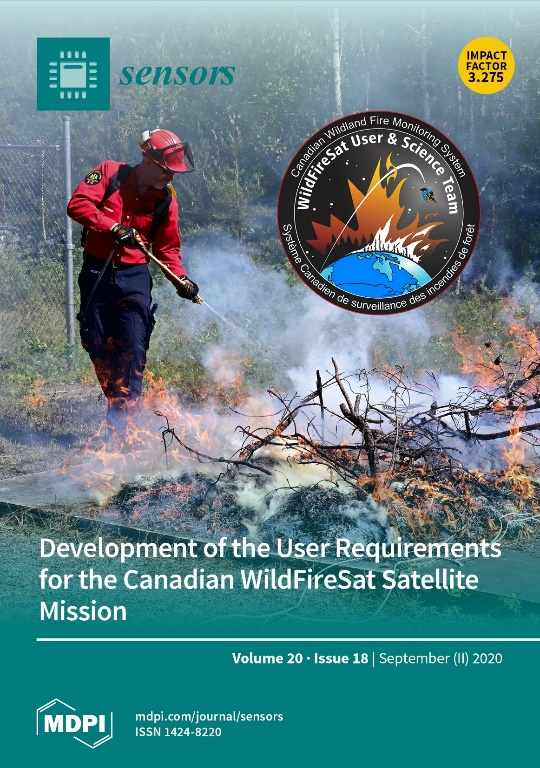 sensors
IMPACT
FACTOR
3.275
Canadian Wildland Fire Monitoring System
WildFireSat User & Science Team
Système Canadien de surveillance des incendies de forêt
Development of the User Requirements
for the Canadian WildFireSat Satellite
Mission
Volume 20 · Issue 18 | September (II) 2020
MDPI
mdpi.com/journal/sensors
ISSN 1424-8220